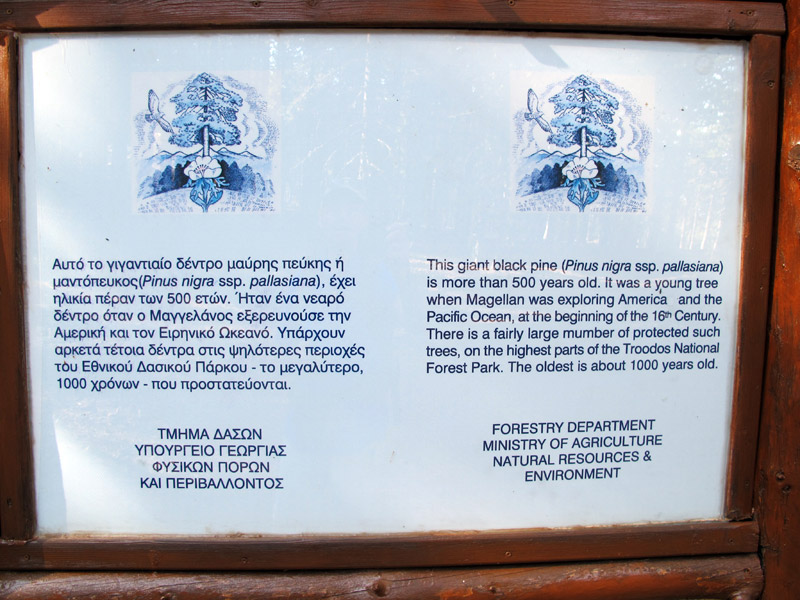 Αυτό το γιγαντιαίο δέντρο μαύρης πεύκης ή
μαντόπευκος(Pinus nigra ssp. pallasiana), έχει
ηλικία πέραν των 500 ετών. Ήταν ένα νεαρό
δέντρο όταν ο Μαγγελάνος εξερευνούσε την
Αμερική και τον Ειρηνικό Ωκεανό. Υπάρχουν
αρκετά τέτοια δέντρα στις ψηλότερες περιοχές
του Εθνικού Δασικού Πάρκου - το μεγαλύτερο,
1000 χρόνων - που προστατεύονται.
ΤΜΗΜΑ ΔΑΣΩΝ
ΥΠΟΥΡΓΕΙΟ ΓΕΩΡΓΙΑΣ
ΦΥΣΙΚΩΝ ΠΟΡΩΝ
ΚΑΙ ΠΕΡΙΒΑΛΛΟΝΤΟΣ
This giant black pine (Pinus nigra ssp. pallasiana)
is more than 500 years old. It was a young tree
when Magellan was exploring America and the
Pacific Ocean, at the beginning of the 16th Century.
There is a fairly large mumber of protected such
trees, on the highest parts of the Troodos National
Forest Park. The oldest is about 1000 years old.
FORESTRY DEPARTMENT
MINISTRY OF AGRICULTURE
NATURAL RESOURCES &
ENVIRONMENT